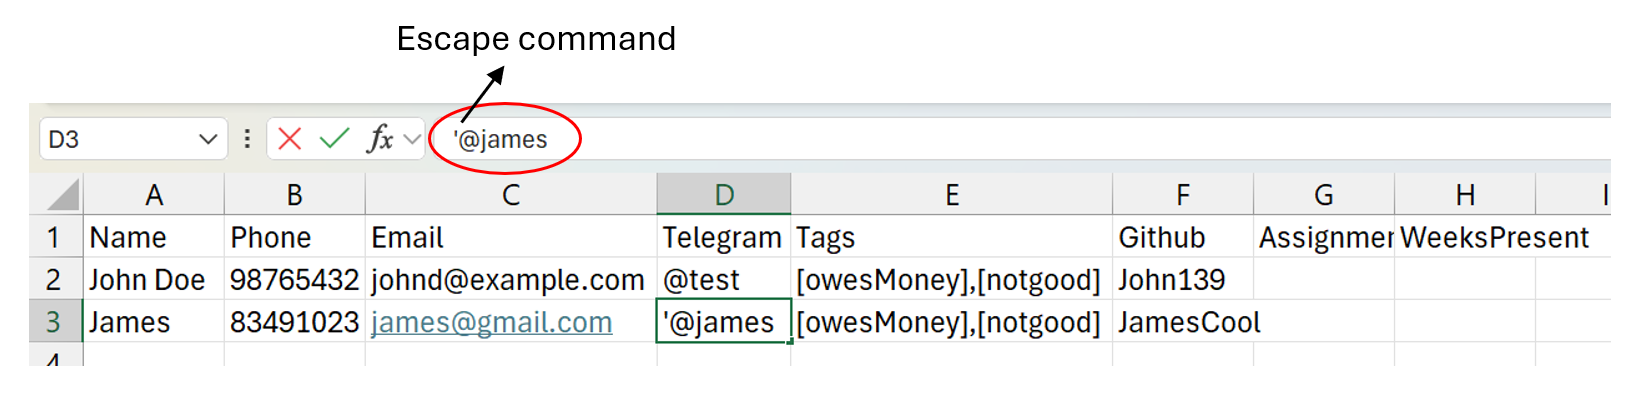 Escape command
D3 fx '@james
A B C D E F G H I
1 Name Phone Email Telegram Tags Github Assignmen WeeksPresent
2 John Doe 98765432 johnd@example.com @test [owesMoney],[notgood] John139
3 James 83491023 james@gmail.com '@james [owesMoney],[notgood] JamesCool
4